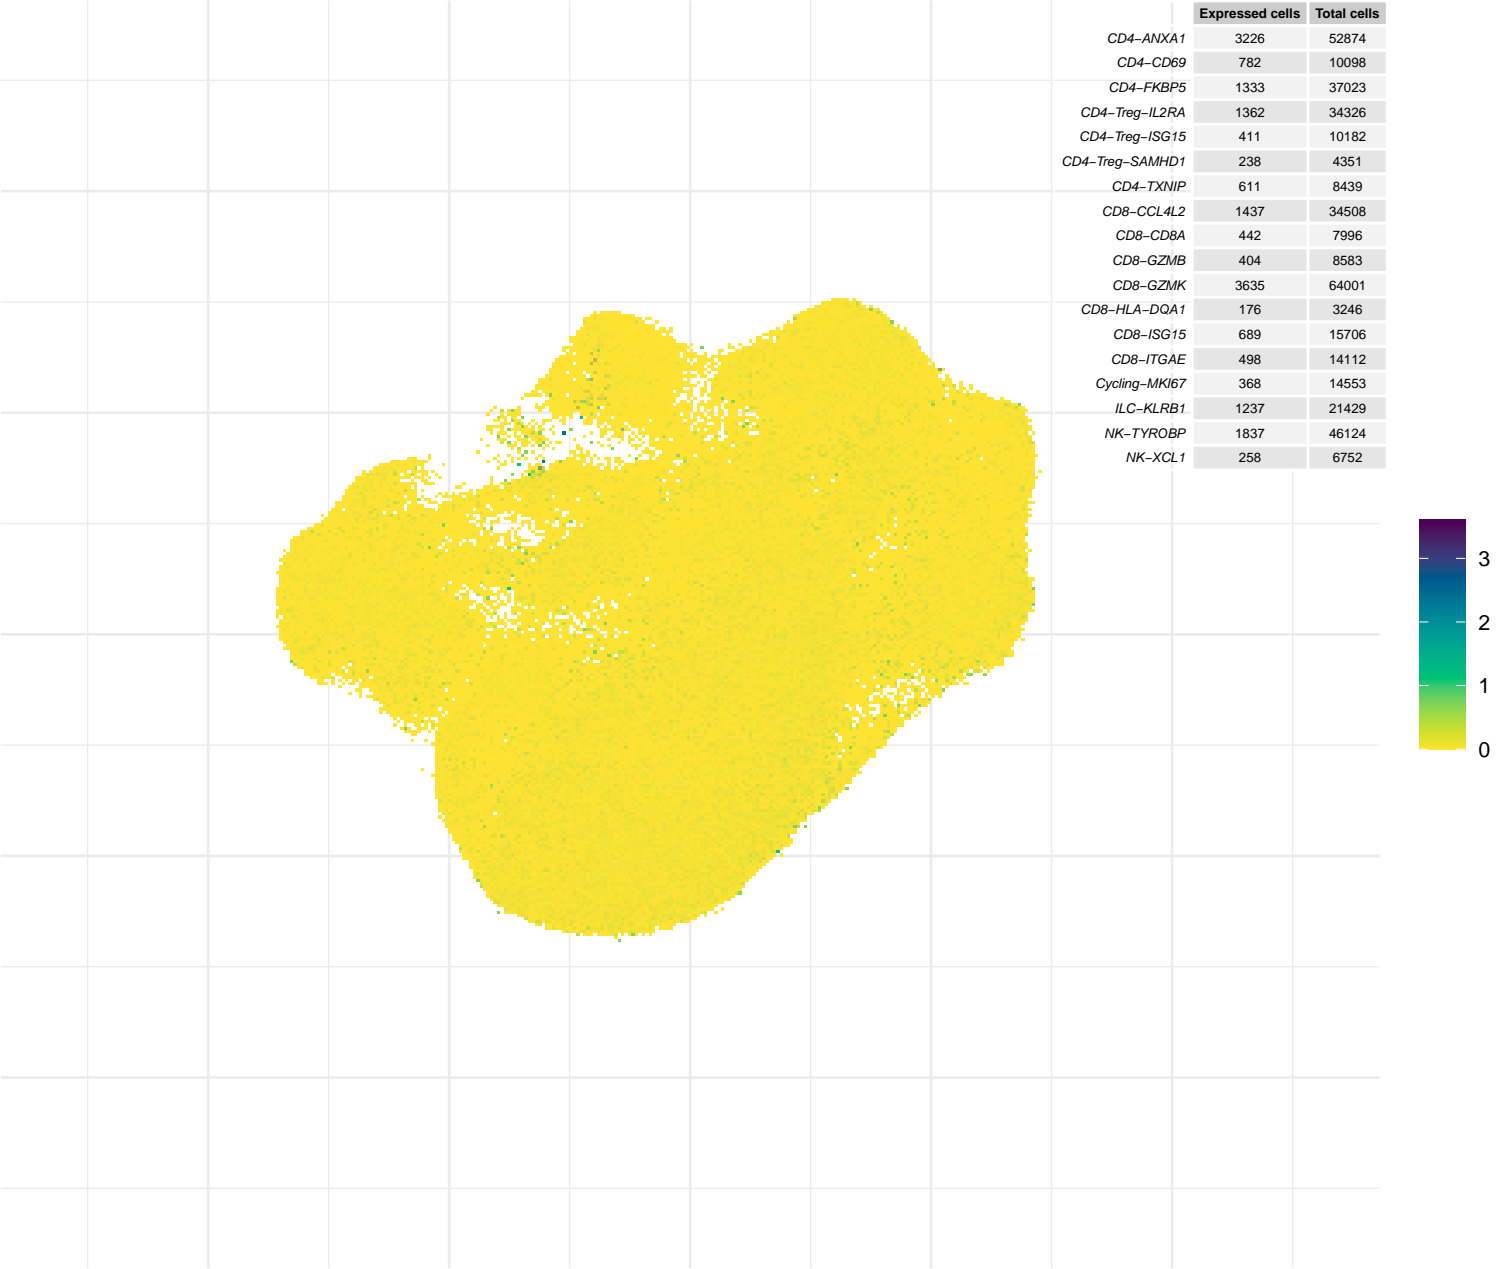 Expressed cells Total cells
CD4−ANXA1 3226 52874
CD4−CD69 782 10098
CD4−FKBP5 1333 37023
CD4−Treg−IL2RA 1362 34326
CD4−Treg−ISG15 411 10182
CD4−Treg−SAMHD1 238 4351
CD4−TXNIP 611 8439
CD8−CCL4L2 1437 34508
CD8−CD8A 442 7996
CD8−GZMB 404 8583
CD8−GZMK 3635 64001
CD8−HLA−DQA1 176 3246
CD8−ISG15 689 15706
CD8−ITGAE 498 14112
Cycling−MKI67 368 14553
ILC−KLRB1 1237 21429
NK−TYROBP 1837 46124
NK−XCL1 258 6752
3
2
1
0